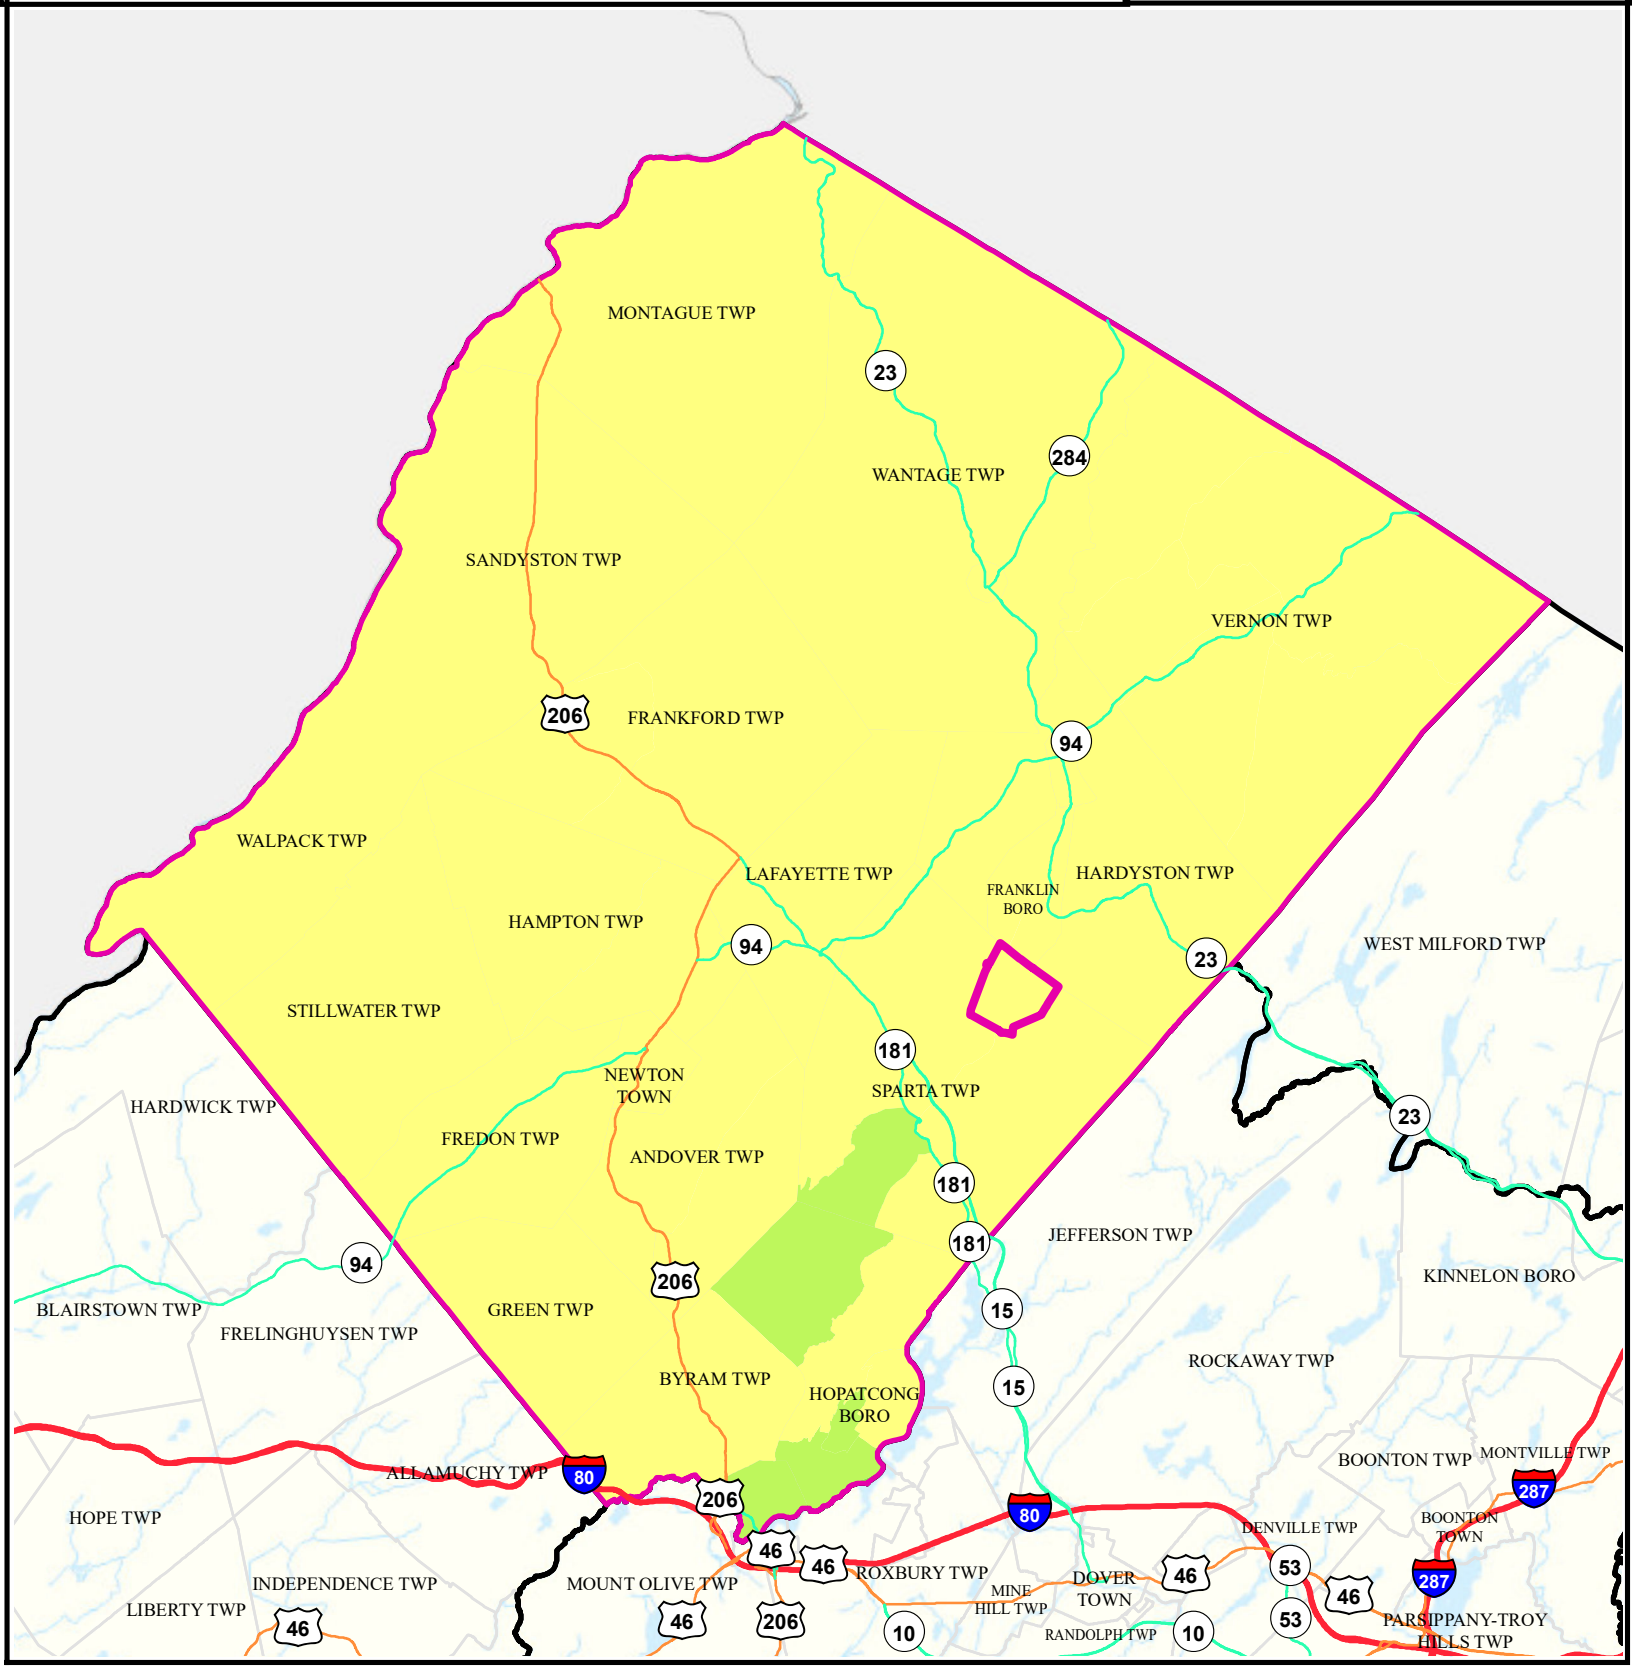 MONTAGUE TWP
23
284
WANTAGE TWP
SANDYSTON TWP
VERNON TWP
206
FRANKFORD TWP
94
WALPACK TWP
LAFAYETTE TWP
HARDYSTON TWP
FRANKLIN
BORO
HAMPTON TWP
94
23
WEST MILFORD TWP
STILLWATER TWP
181
NEWTON
TOWN
SPARTA TWP
HARDWICK TWP
23
FREDON TWP
ANDOVER TWP
181
JEFFERSON TWP
181
94
206
KINNELON BORO
BLAIRSTOWN TWP
GREEN TWP
15
FRELINGHUYSEN TWP
ROCKAWAY TWP
BYRAM TWP
15
HOPATCONG
BORO
BOONTON TWP
MONTVILLE TWP
ALLAMUCHY TWP
80
287
206
80
HOPE TWP
BOONTON
TOWN
DENVILLE TWP
46
46
ROXBURY TWP
53
46
287
INDEPENDENCE TWP
MOUNT OLIVE TWP
DOVER
TOWN
MINE
HILL TWP
46
LIBERTY TWP
46
46
206
10
RANDOLPH TWP
10
53
PARSIPPANY-TROY
HILLS TWP